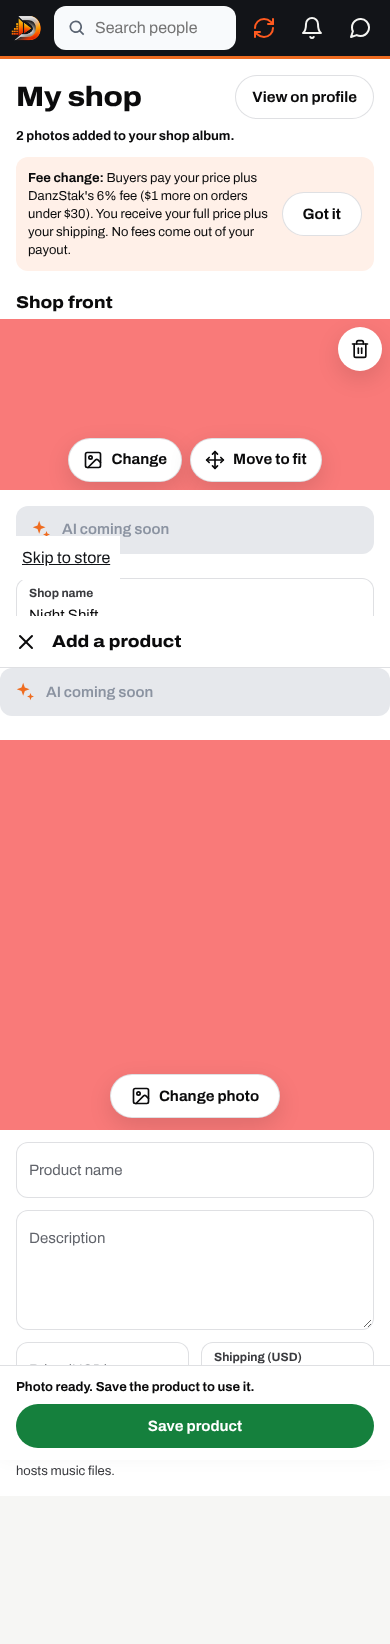 Search people
My shop
View on profile
2 photos added to your shop album.
Fee change: Buyers pay your price plus
DanzStak's 6% fee ($1 more on orders
under $30). You receive your full price plus
your shipping. No fees come out of your
payout.
Got it
Shop front
Change
Move to fit
AI coming soon
Skip to store
Shop name
Night Shift
Add a product
AI coming soon
Change photo
Product name
Description
Shipping (USD)
Photo ready. Save the product to use it.
Save product
hosts music files.